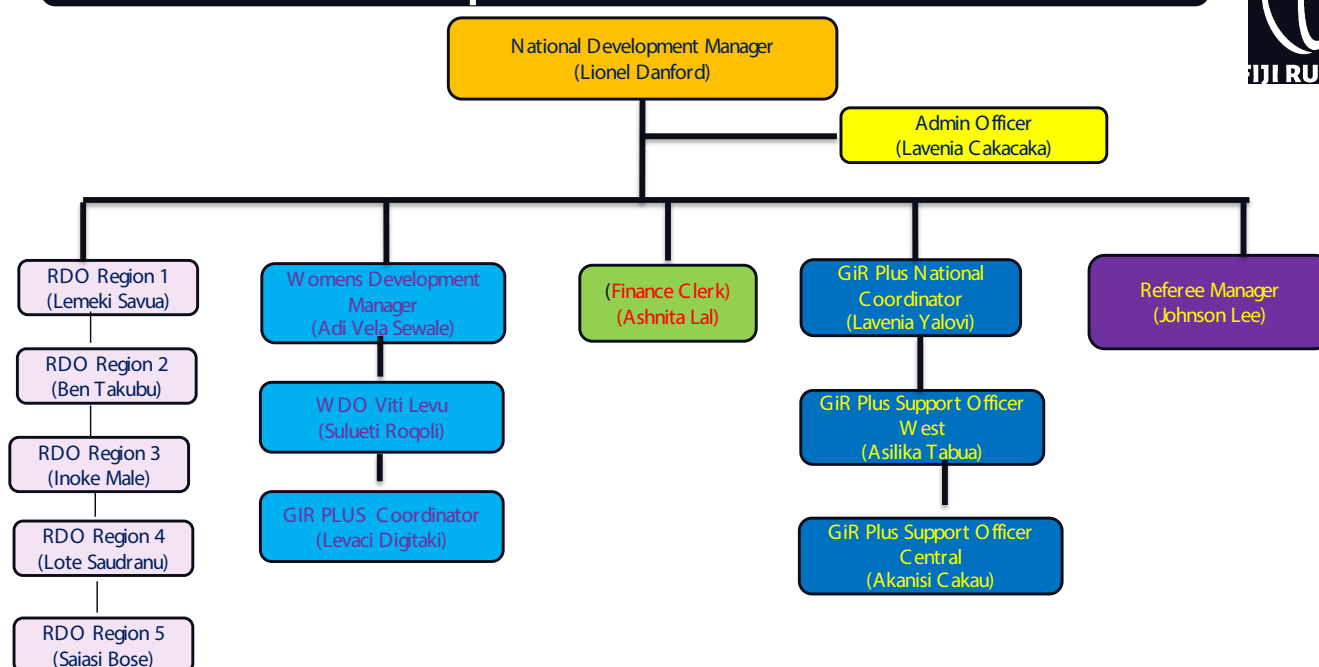 National Development Manager
(Lionel Danford)
FIJI RU
Admin Officer
(Lavenia Cakacaka)
RDO Region 1
(Lemeki Savua)
RDO Region 2
(Ben Takubu)
RDO Region 3
(Inoke Male)
RDO Region 4
(Lote Saudranu)
RDO Region 5
(Saiasi Bose)
Womens Development
Manager
(Adi Vela Sewale)
WDO Viti Levu
(Sulueti Roqoli)
GIR PLUS Coordinator
(Levaci Digitaki)
(Finance Clerk)
(Ashnita Lal)
GiR Plus National
Coordinator
(Lavenia Yalovi)
GiR Plus Support Officer
West
(Asilika Tabua)
GiR Plus Support Officer
Central
(Akanisi Cakau)
Referee Manager
(Johnson Lee)